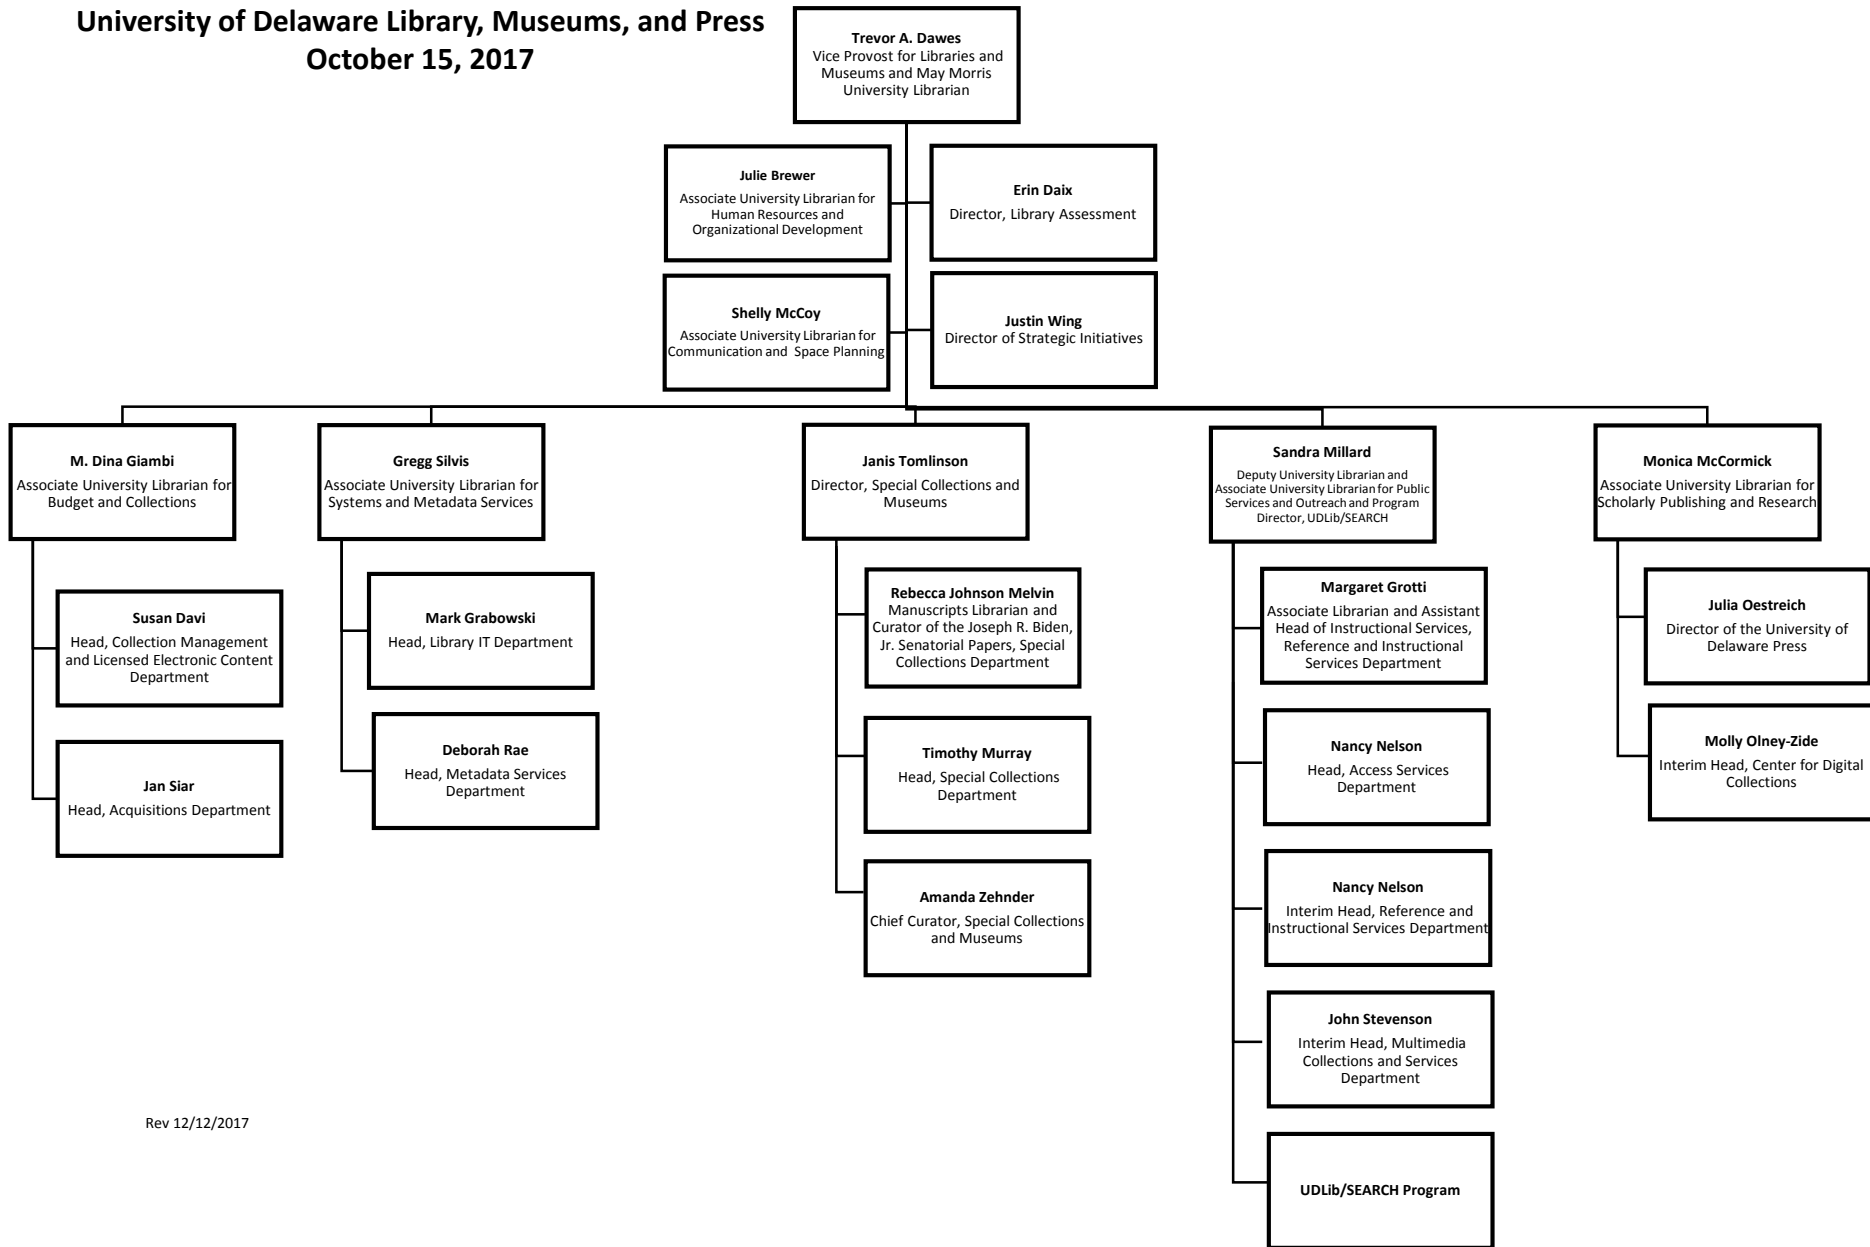 University of Delaware Library, Museums, and Press
October 15, 2017
Trevor A. Dawes
Vice Provost for Libraries and
Museums and May Morris
University Librarian
Julie Brewer
Associate University Librarian for
Human Resources and
Organizational Development
Erin Daix
Director, Library Assessment
Shelly McCoy
Associate University Librarian for
Communication and Space Planning
Justin Wing
Director of Strategic Initiatives
M. Dina Giambi
Associate University Librarian for
Budget and Collections
Susan Davi
Head, Collection Management
and Licensed Electronic Content
Department
Jan Siar
Head, Acquisitions Department
Gregg Silvis
Associate University Librarian for
Systems and Metadata Services
Mark Grabowski
Head, Library IT Department
Deborah Rae
Head, Metadata Services
Department
Janis Tomlinson
Director, Special Collections and
Museums
Rebecca Johnson Melvin
Manuscripts Librarian and
Curator of the Joseph R. Biden,
Jr. Senatorial Papers, Special
Collections Department
Timothy Murray
Head, Special Collections
Department
Amanda Zehnder
Chief Curator, Special Collections
and Museums
Sandra Millard
Deputy University Librarian and
Associate University Librarian for Public
Services and Outreach and Program
Director, UDLib/SEARCH
Margaret Grotti
Associate Librarian and Assistant
Head of Instructional Services,
Reference and Instructional
Services Department
Nancy Nelson
Head, Access Services
Department
Nancy Nelson
Interim Head, Reference and
Instructional Services Department
John Stevenson
Interim Head, Multimedia
Collections and Services
Department
UDLib/SEARCH Program
Monica McCormick
Associate University Librarian for
Scholarly Publishing and Research
Julia Oestreich
Director of the University of
Delaware Press
Molly Olney-Zide
Interim Head, Center for Digital
Collections
Rev 12/12/2017